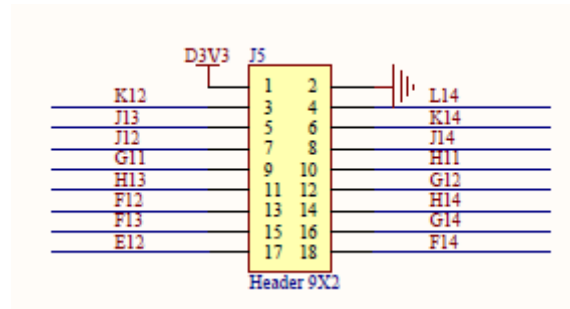 D3V3 J5
1 2
K12 3 4 L14
J13 5 6 K14
J12 7 8 J14
G11 9 10 H11
H13 11 12 G12
F12 13 14 H14
F13 15 16 G14
E12 17 18 F14
Header 9X2